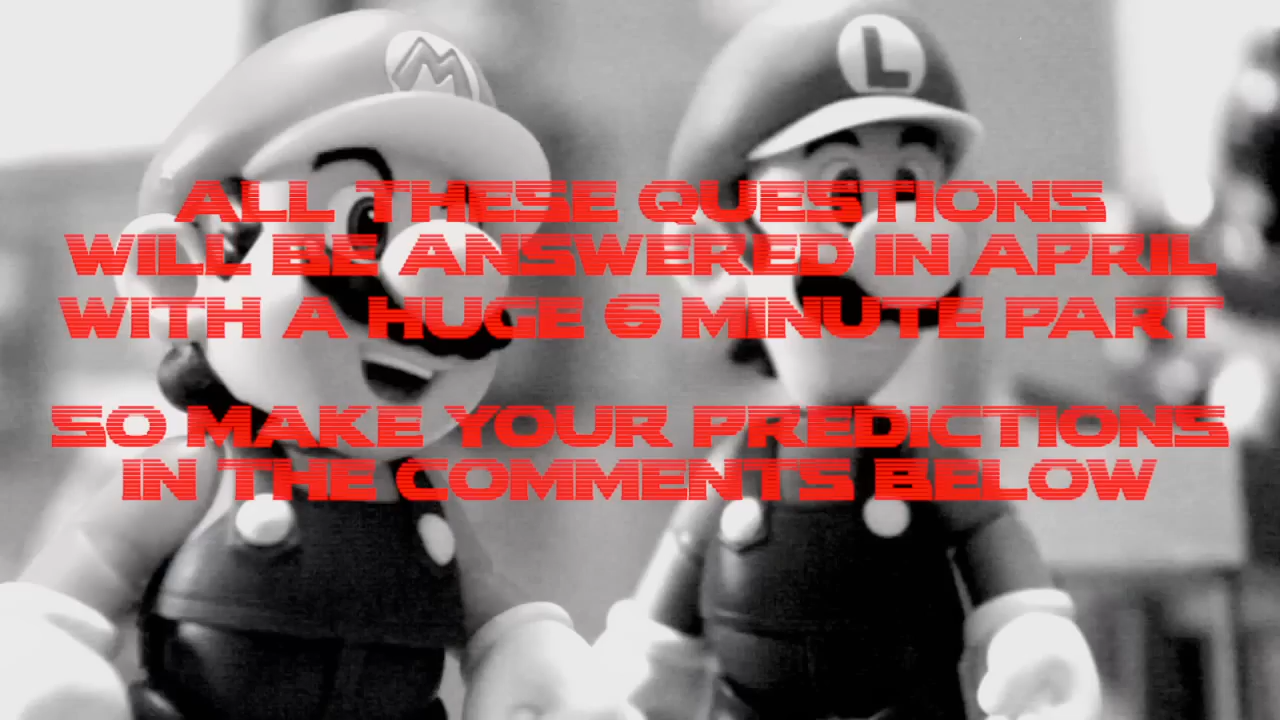 M
L
ALL THESE QUESTIONS
WILL BE ANSWERED IN APRIL
WITH A HUGE 6 MINUTE PART
SO MAKE YOUR PREDICTIONS
IN THE COMMENTS BELOW